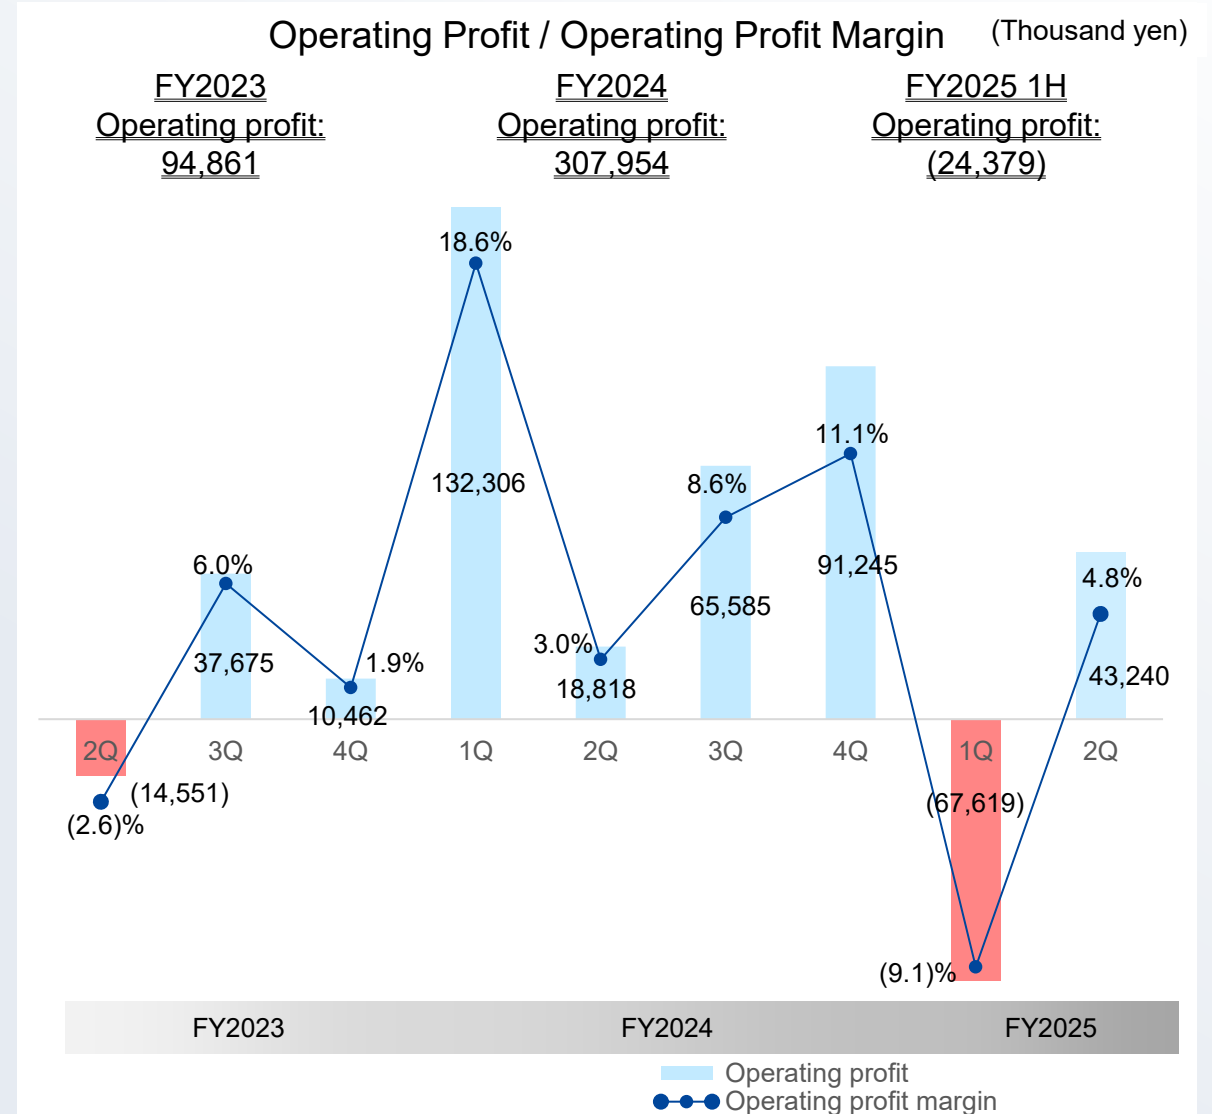 Operating Profit / Operating Profit Margin
(Thousand yen)
FY2023
Operating profit:
94,861
FY2024
Operating profit:
307,954
FY2025 1H
Operating profit:
(24,379)
18.6%
132,306
11.1%
91,245
8.6%
65,585
6.0%
37,675
4.8%
43,240
3.0%
18,818
1.9%
10,462
2Q
3Q
4Q
1Q
2Q
3Q
4Q
1Q
2Q
(14,551)
(2.6)%
(67,619)
(9.1)%
FY2023
FY2024
FY2025
Operating profit
Operating profit margin